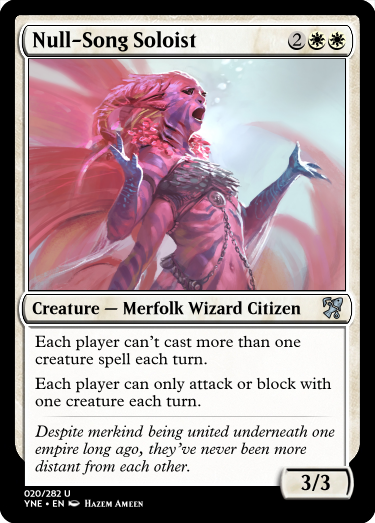 Null-Song Soloist
2
Creature — Merfolk Wizard Citizen
Each player can't cast more than
one creature spell each turn.
Each player can only attack or block with
one creature each turn.
Despite merkind being united underneath one
empire long ago, they've never been more
distant from each other.
3/3
020/282 U
YNE • EN Hazem Ameen